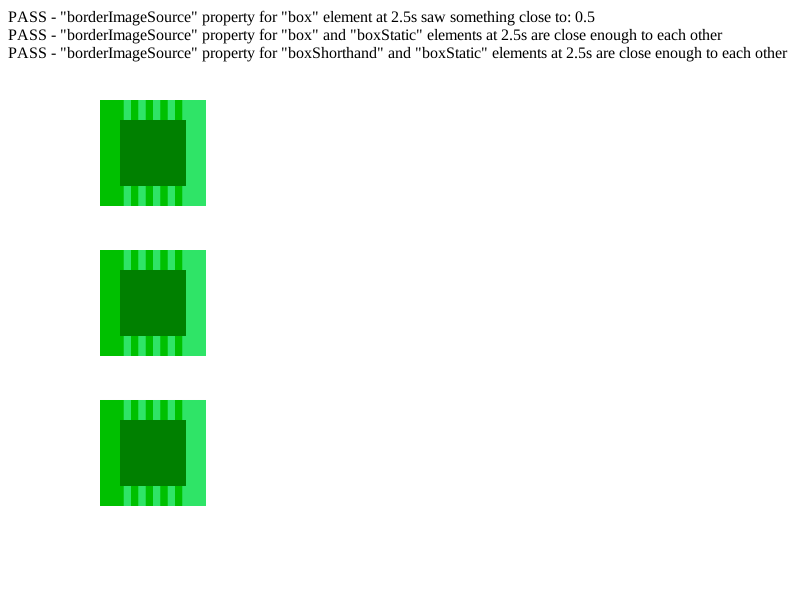 PASS - "borderImageSource" property for "box" element at 2.5s saw something close to: 0.5
PASS - "borderImageSource" property for "box" and "boxStatic" elements at 2.5s are close enough to each other
PASS - "borderImageSource" property for "boxShorthand" and "boxStatic" elements at 2.5s are close enough to each other